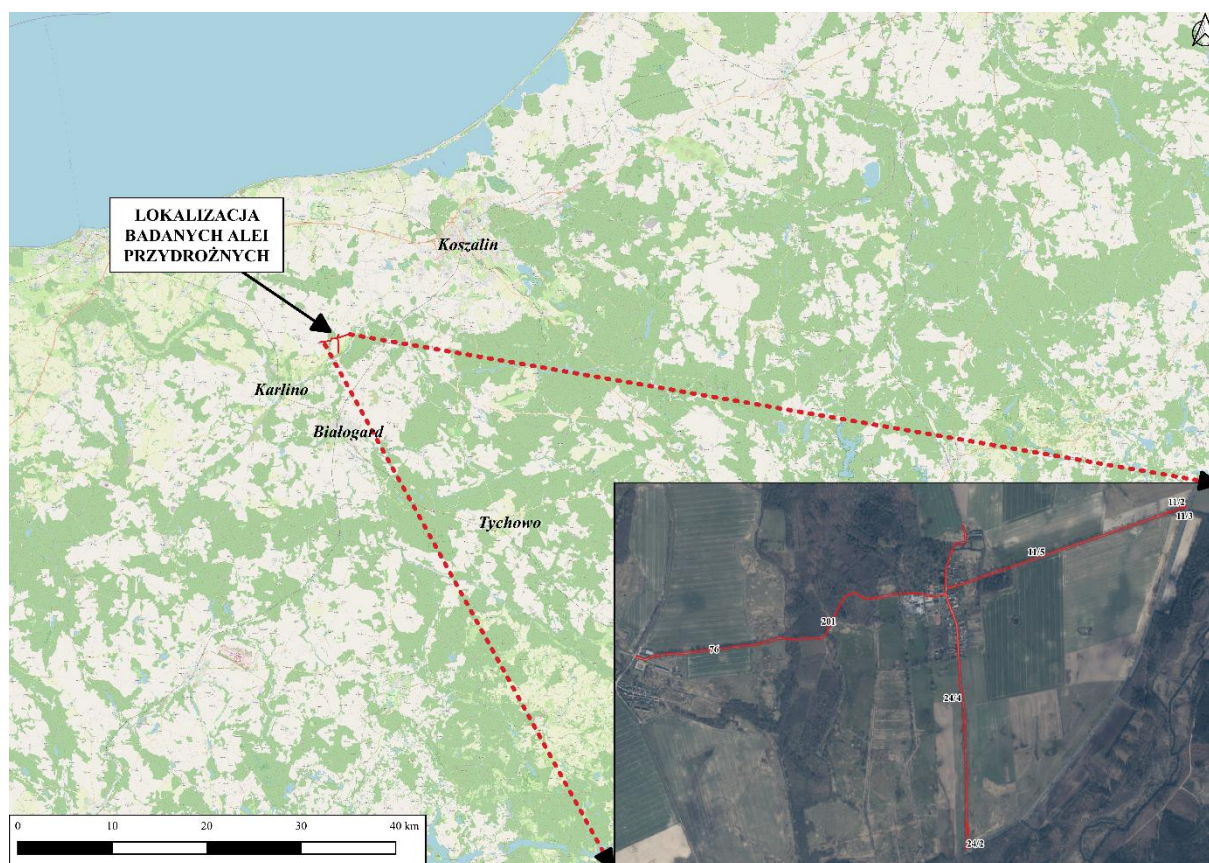 LOKALIZACJA
BADANYCH ALEI
PRZYDROŻNYCH
Koszalin
Karlino
Białogard
Tychowo
11/2
11/3
11/5
201
76
24/4
24/2
0 10 20 30 40 km